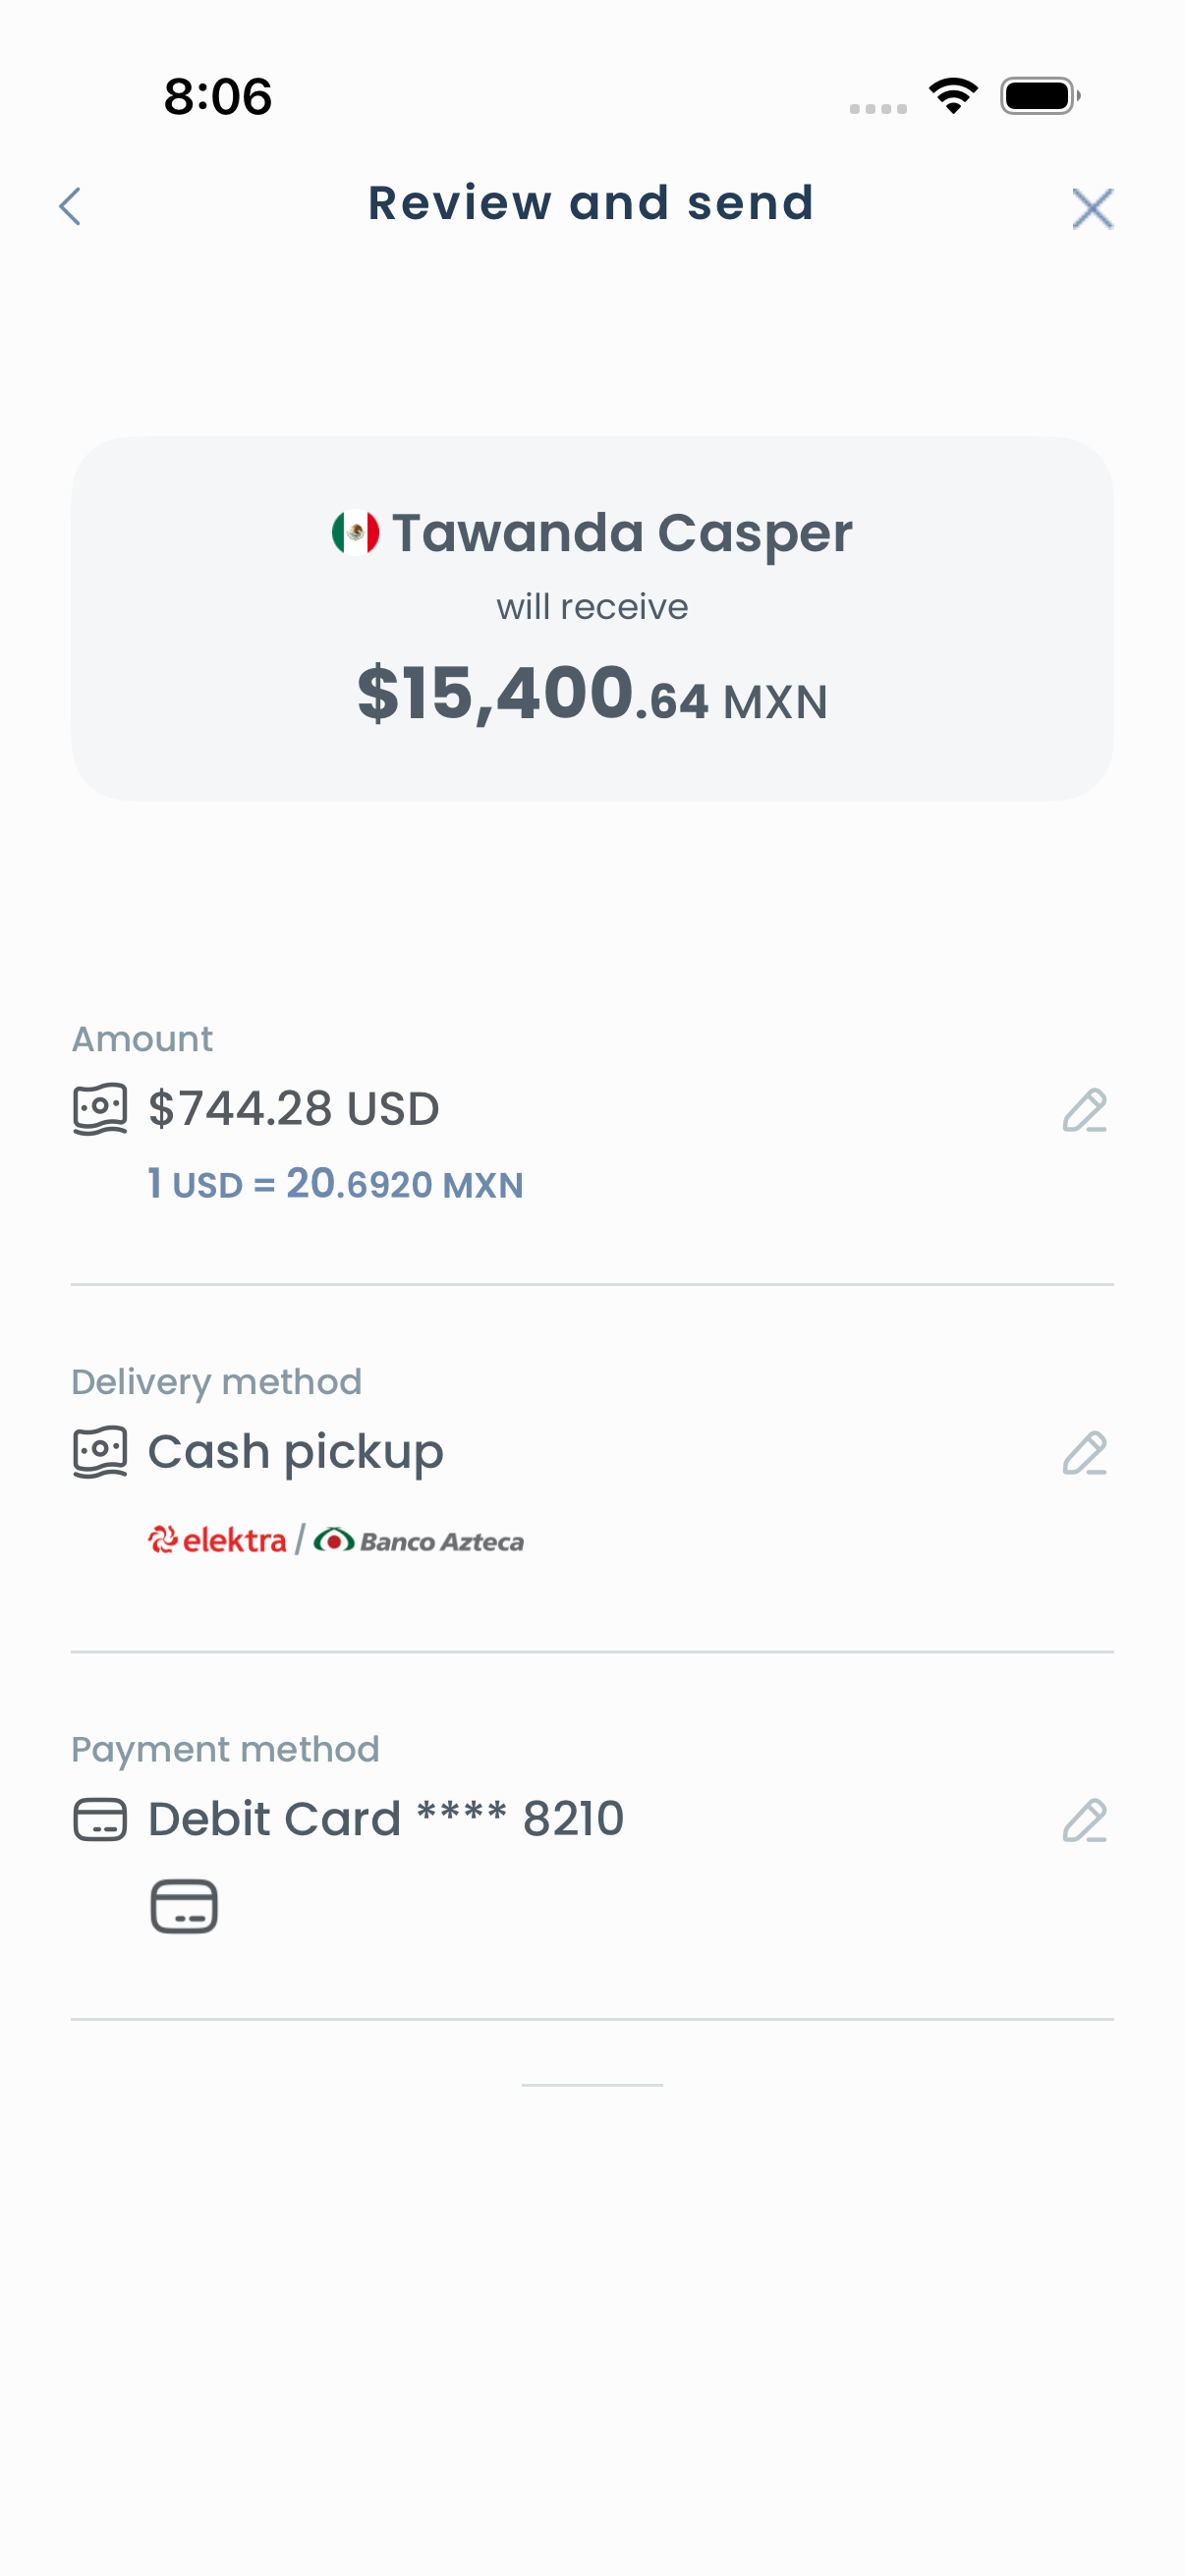 8:06
Review and send
Tawanda Casper
will receive
$15,400.64 MXN
Amount
$744.28 USD
1 USD = 20.6920 MXN
Delivery method
Cash pickup
elektra / Banco Azteca
Payment method
Debit Card **** 8210